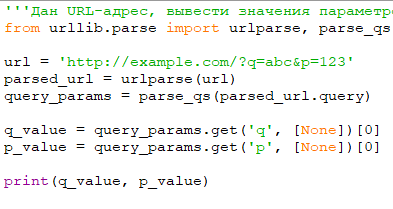 '''Дан URL-адрес, вывести значения параметро
from urllib.parse import urlparse, parse_qs
url = 'http://example.com/?q=abc&p=123'
parsed_url = urlparse(url)
query_params = parse_qs(parsed_url.query)
q_value = query_params.get('q', [None])[0]
p_value = query_params.get('p', [None])[0]
print(q_value, p_value)